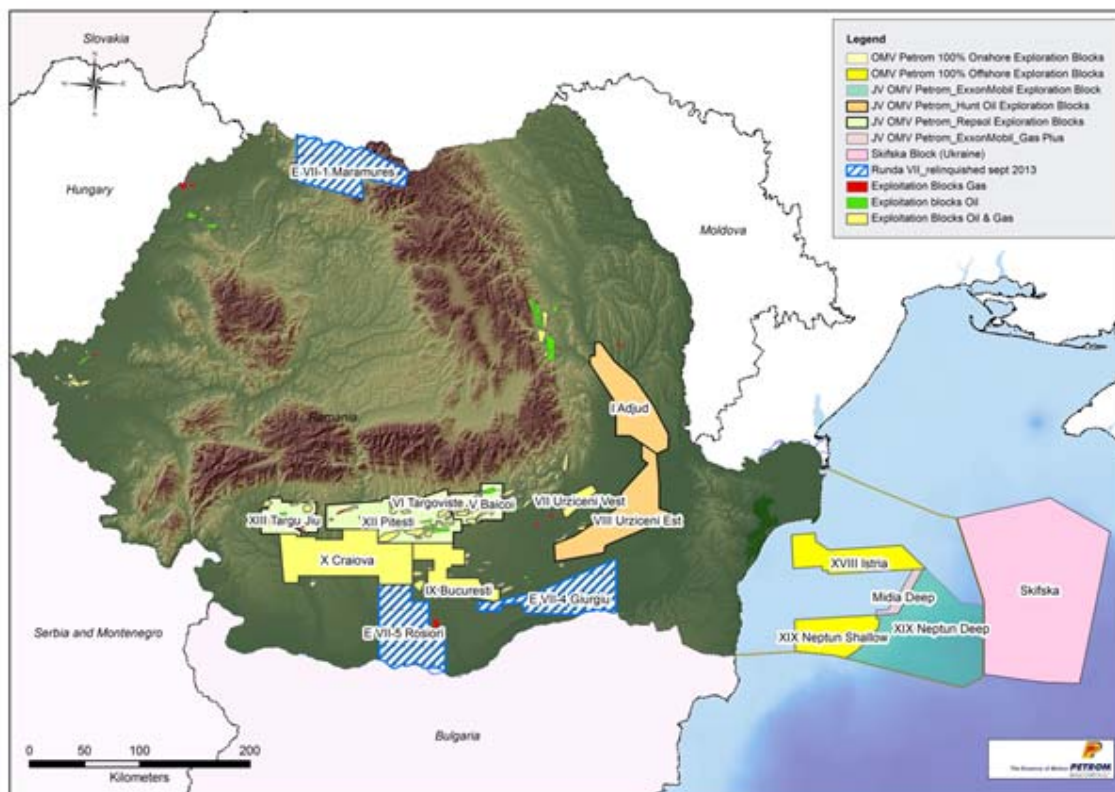 Slovakia
Hungary
Moldova
Romania
Serbia and Montenegro
Bulgaria
Legend
OMV Petrom 100% Onshore Exploration Blocks
OMV Petrom 100% Offshore Exploration Blocks
JV OMV Petrom_ExxonMobil Exploration Block
JV OMV Petrom_Hunt Oil Exploration Blocks
JV OMV Petrom_Repsol Exploration Blocks
JV OMV Petrom_ExxonMobil_Gas Plus
Skifska Block (Ukraine)
Runda VII_relinquished sept 2013
Exploitation Blocks Gas
Exploitation blocks Oil
Exploitation Blocks Oil & Gas
E VII-1 Maramures
I Adjud
VI Targoviste
V Baicoi
VII Urziceni Vest
XIII Targu Jiu
XII Pitesti
VIII Urziceni Est
X Craiova
IX Bucuresti
E VII-4 Giurgiu
E VII-5 Rosiori
XVIII Istria
Midia Deep
Skifska
XIX Neptun Shallow
XIX Neptun Deep
0 50 100 200
Kilometers
PETROM